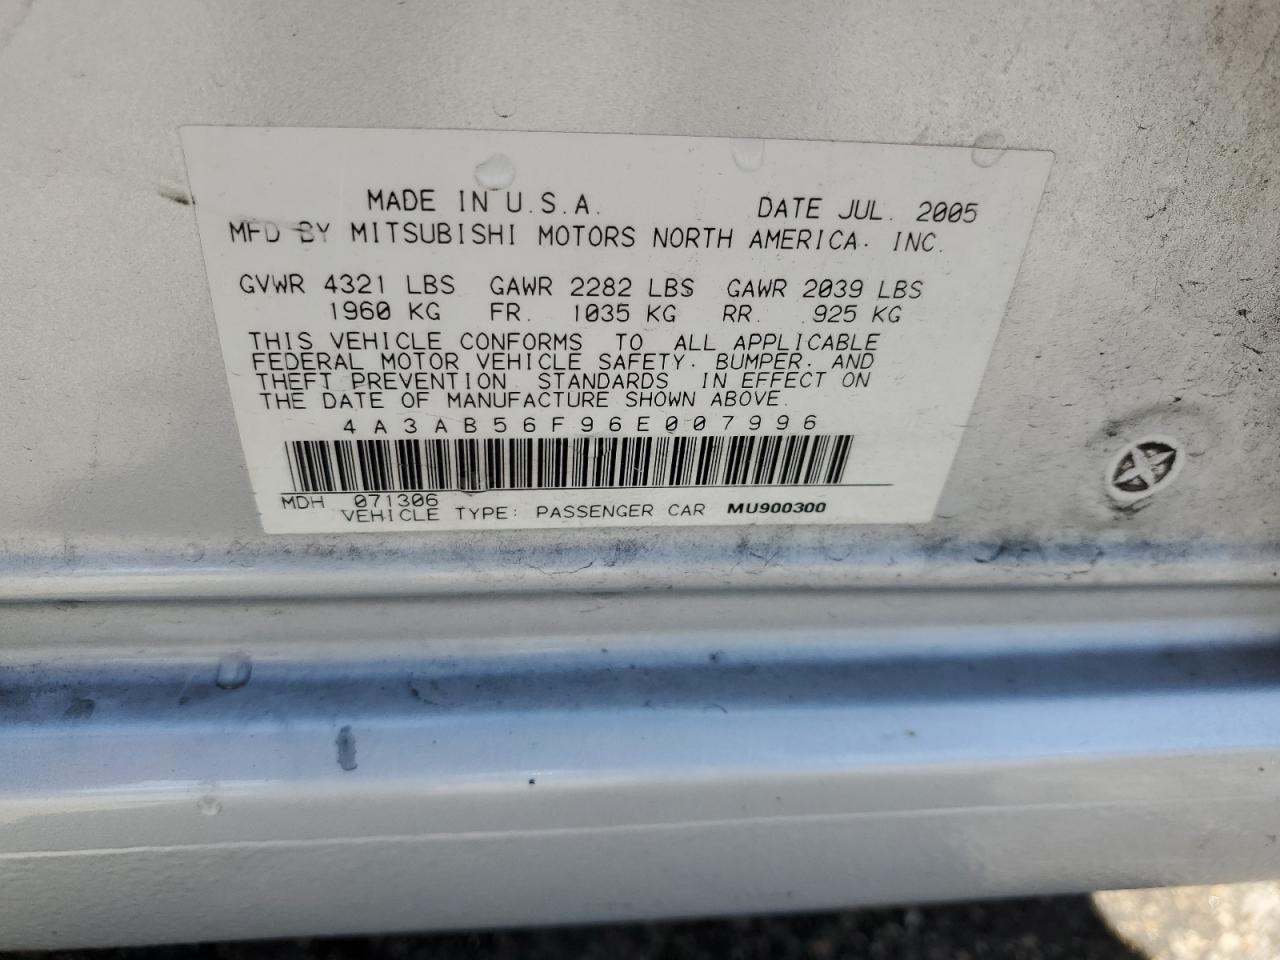 MADE IN U.S.A. DATE JUL. 2005
MFD BY MITSUBISHI MOTORS NORTH AMERICA. INC.
GVWR 4321 LBS GAWR 2282 LBS GAWR 2039 LBS
1960 KG FR. 1035 KG RR. 925 KG
THIS VEHICLE CONFORMS TO ALL APPLICABLE
FEDERAL MOTOR VEHICLE SAFETY. BUMPER. AND
THEFT PREVENTION STANDARDS IN EFFECT ON
THE DATE OF MANUFACTURE SHOWN ABOVE.
4A3AB56F96E007996
MDH 071306
VEHICLE TYPE: PASSENGER CAR MU900300